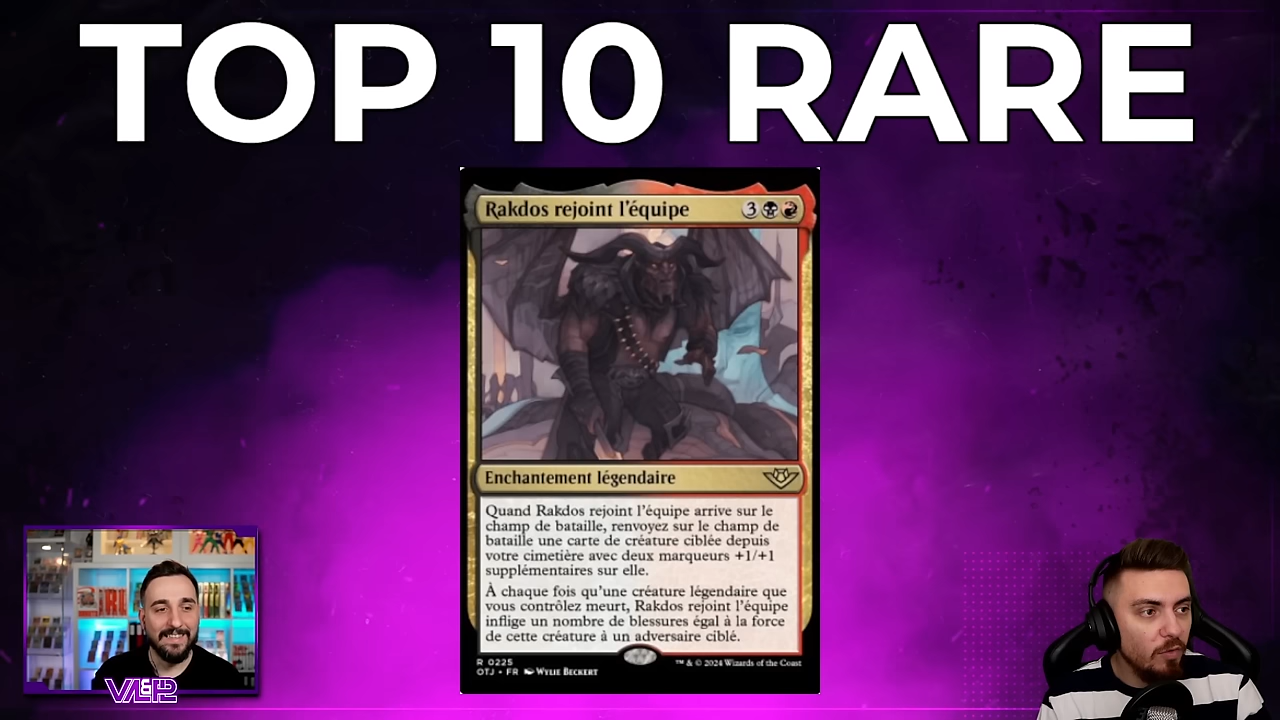 TOP 10 RARE
Rakdos rejoint l'équipe 3
Enchantement légendaire
Quand Rakdos rejoint l'équipe arrive sur le
champ de bataille, renvoyez sur le champ de
bataille une carte de créature ciblée depuis
votre cimetière avec deux marqueurs +1/+1
supplémentaires sur elle.
À chaque fois qu'une créature légendaire que
vous contrôlez meurt, Rakdos rejoint l'équipe
inflige un nombre de blessures égal à la force
de cette créature à un adversaire ciblé.
R 0225
OTJ • FR WYLIE BECKERT
™ & © 2024 Wizards of the Coast